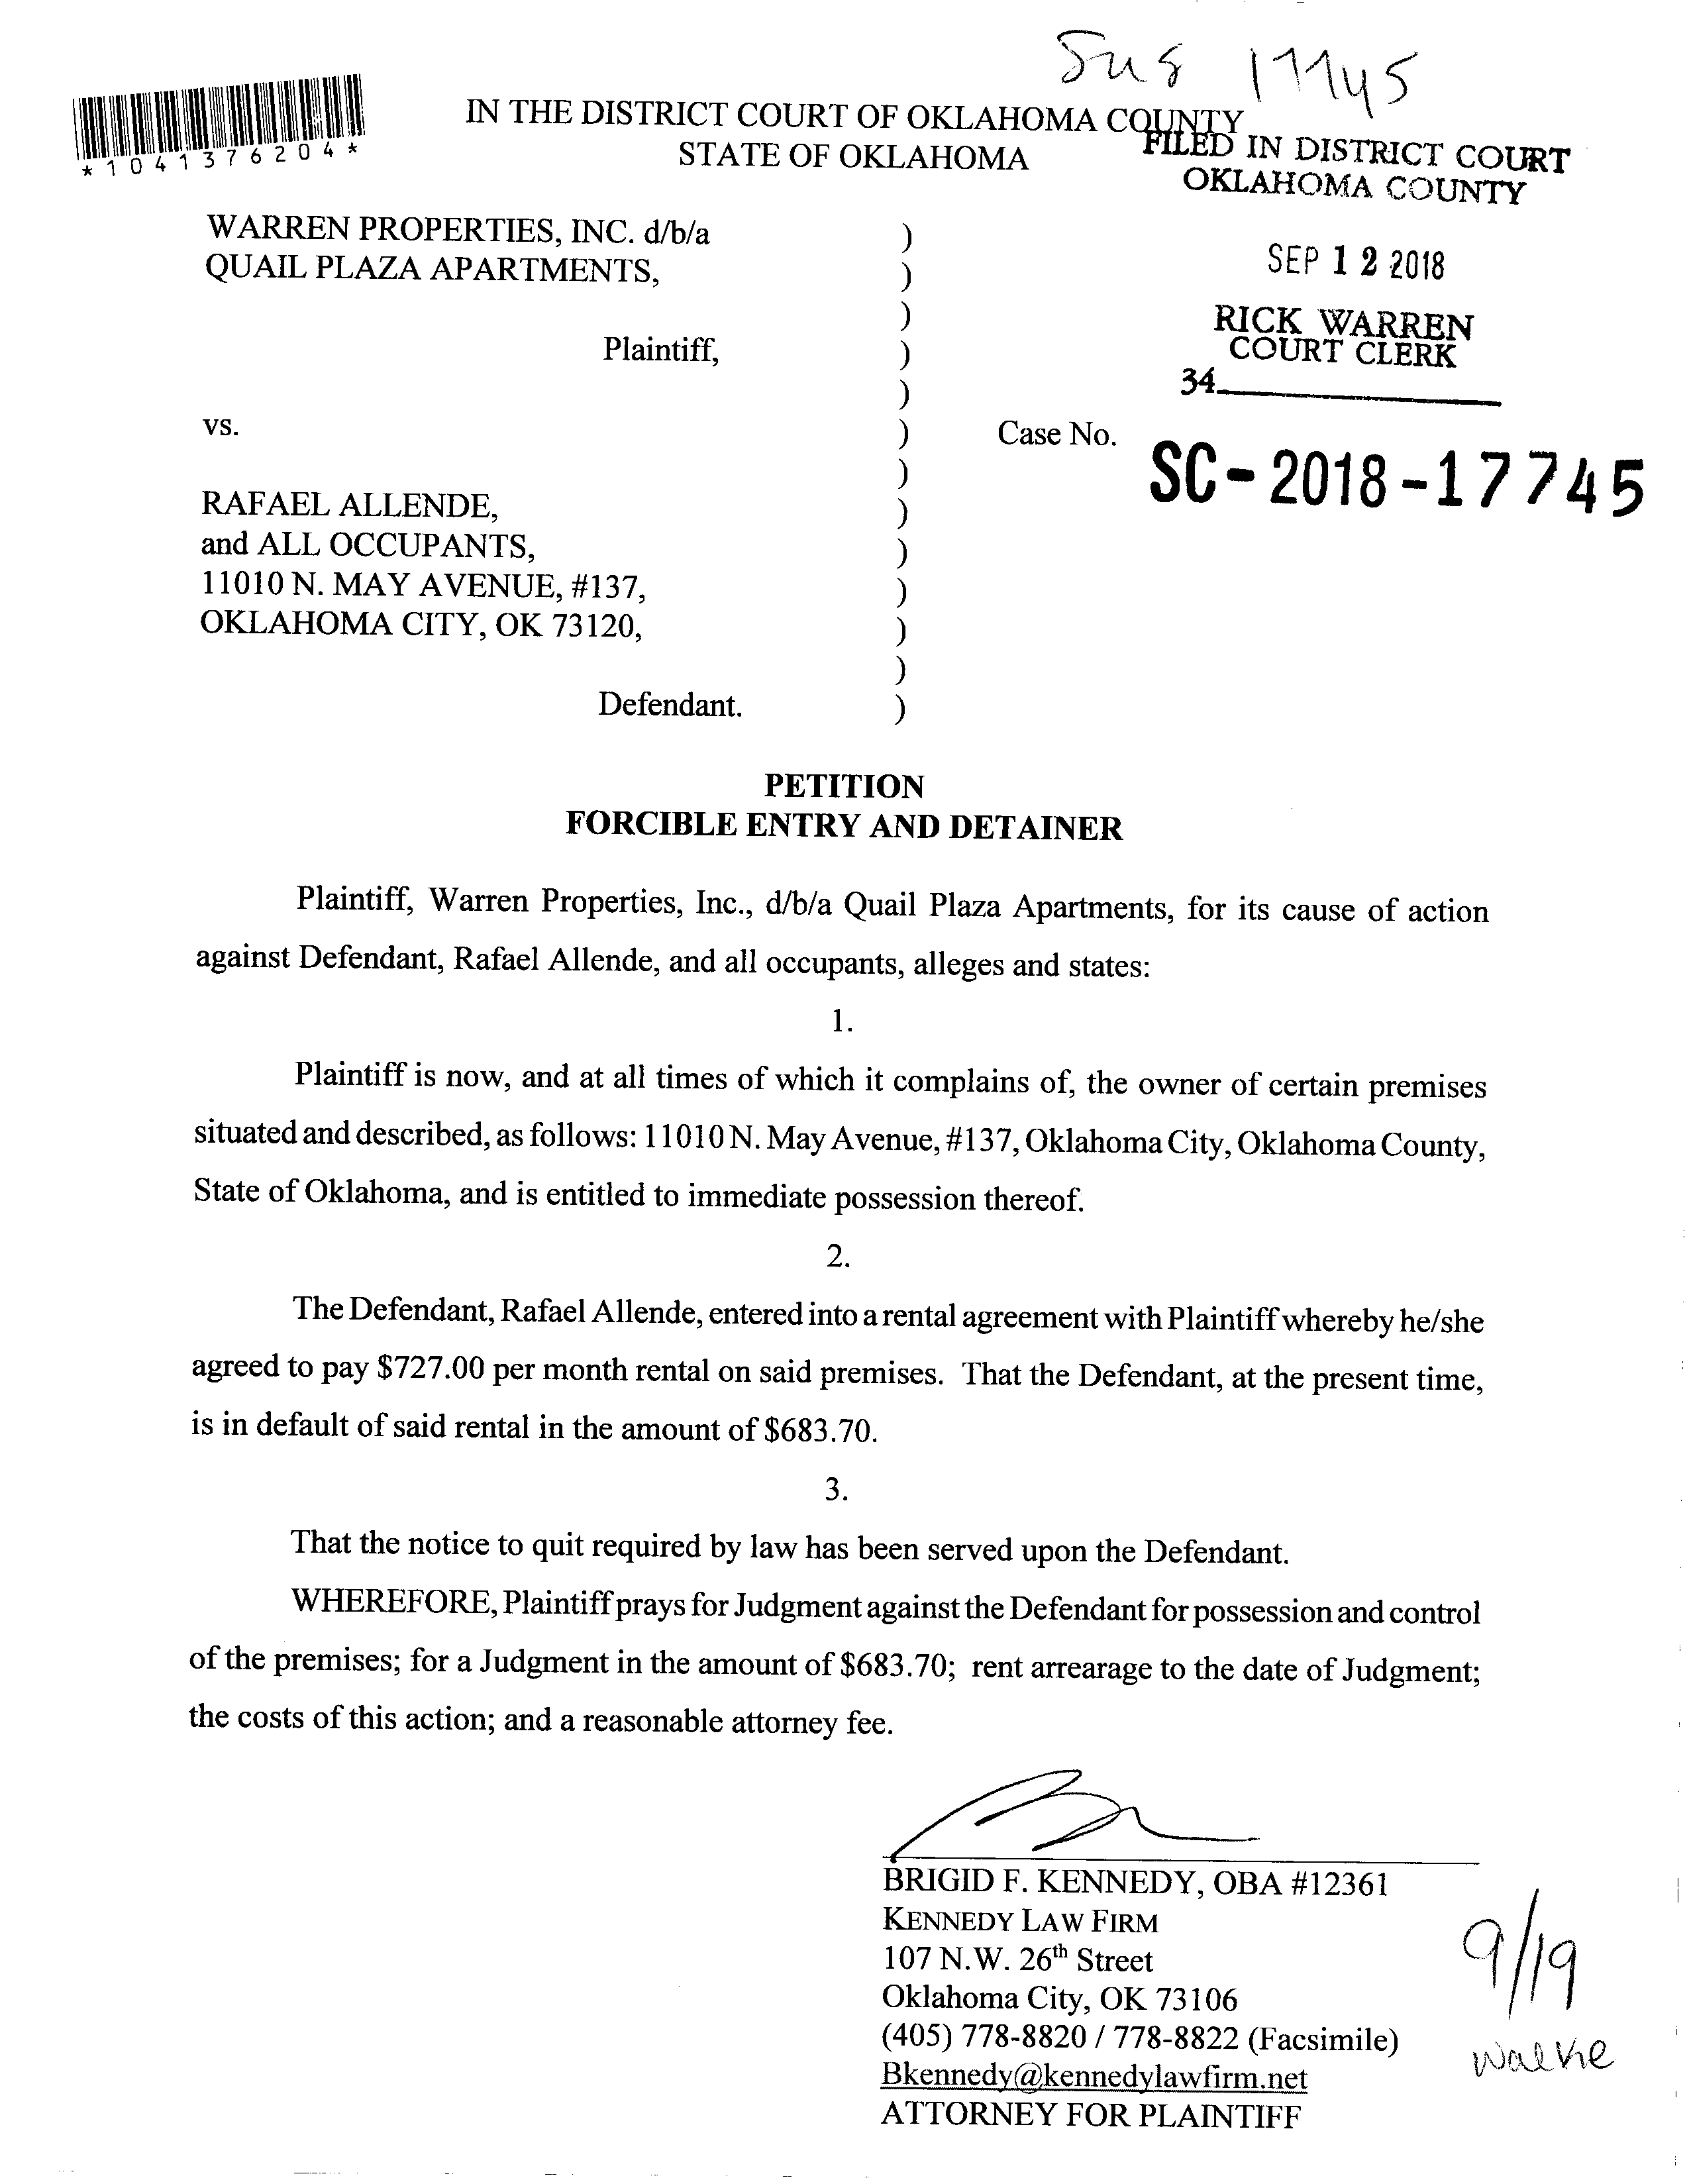 IN THE DISTRICT COURT OF OKLAHOMA COUNTY
STATE OF OKLAHOMA
*1041376204*
FILED IN DISTRICT COURT
OKLAHOMA COUNTY
SEP 12 2018
RICK WARREN
COURT CLERK
34
WARREN PROPERTIES, INC. d/b/a )
QUAIL PLAZA APARTMENTS, )
)
Plaintiff, )
)
vs. ) Case No. SC-2018-17745
)
RAFAEL ALLENDE, )
and ALL OCCUPANTS, )
11010 N. MAY AVENUE, #137, )
OKLAHOMA CITY, OK 73120, )
)
Defendant. )
PETITION
FORCIBLE ENTRY AND DETAINER
Plaintiff, Warren Properties, Inc., d/b/a Quail Plaza Apartments, for its cause of action
against Defendant, Rafael Allende, and all occupants, alleges and states:
1.
Plaintiff is now, and at all times of which it complains of, the owner of certain premises
situated and described, as follows: 11010 N. May Avenue, #137, Oklahoma City, Oklahoma County,
State of Oklahoma, and is entitled to immediate possession thereof.
2.
The Defendant, Rafael Allende, entered into a rental agreement with Plaintiff whereby he/she
agreed to pay $727.00 per month rental on said premises. That the Defendant, at the present time,
is in default of said rental in the amount of $683.70.
3.
That the notice to quit required by law has been served upon the Defendant.
WHEREFORE, Plaintiff prays for Judgment against the Defendant for possession and control
of the premises; for a Judgment in the amount of $683.70; rent arrearage to the date of Judgment;
the costs of this action; and a reasonable attorney fee.
BRIGID F. KENNEDY, OBA #12361
KENNEDY LAW FIRM
107 N.W. 26th Street
Oklahoma City, OK 73106
(405) 778-8820 / 778-8822 (Facsimile)
Bkennedy@kennedylawfirm.net
ATTORNEY FOR PLAINTIFF
9/19